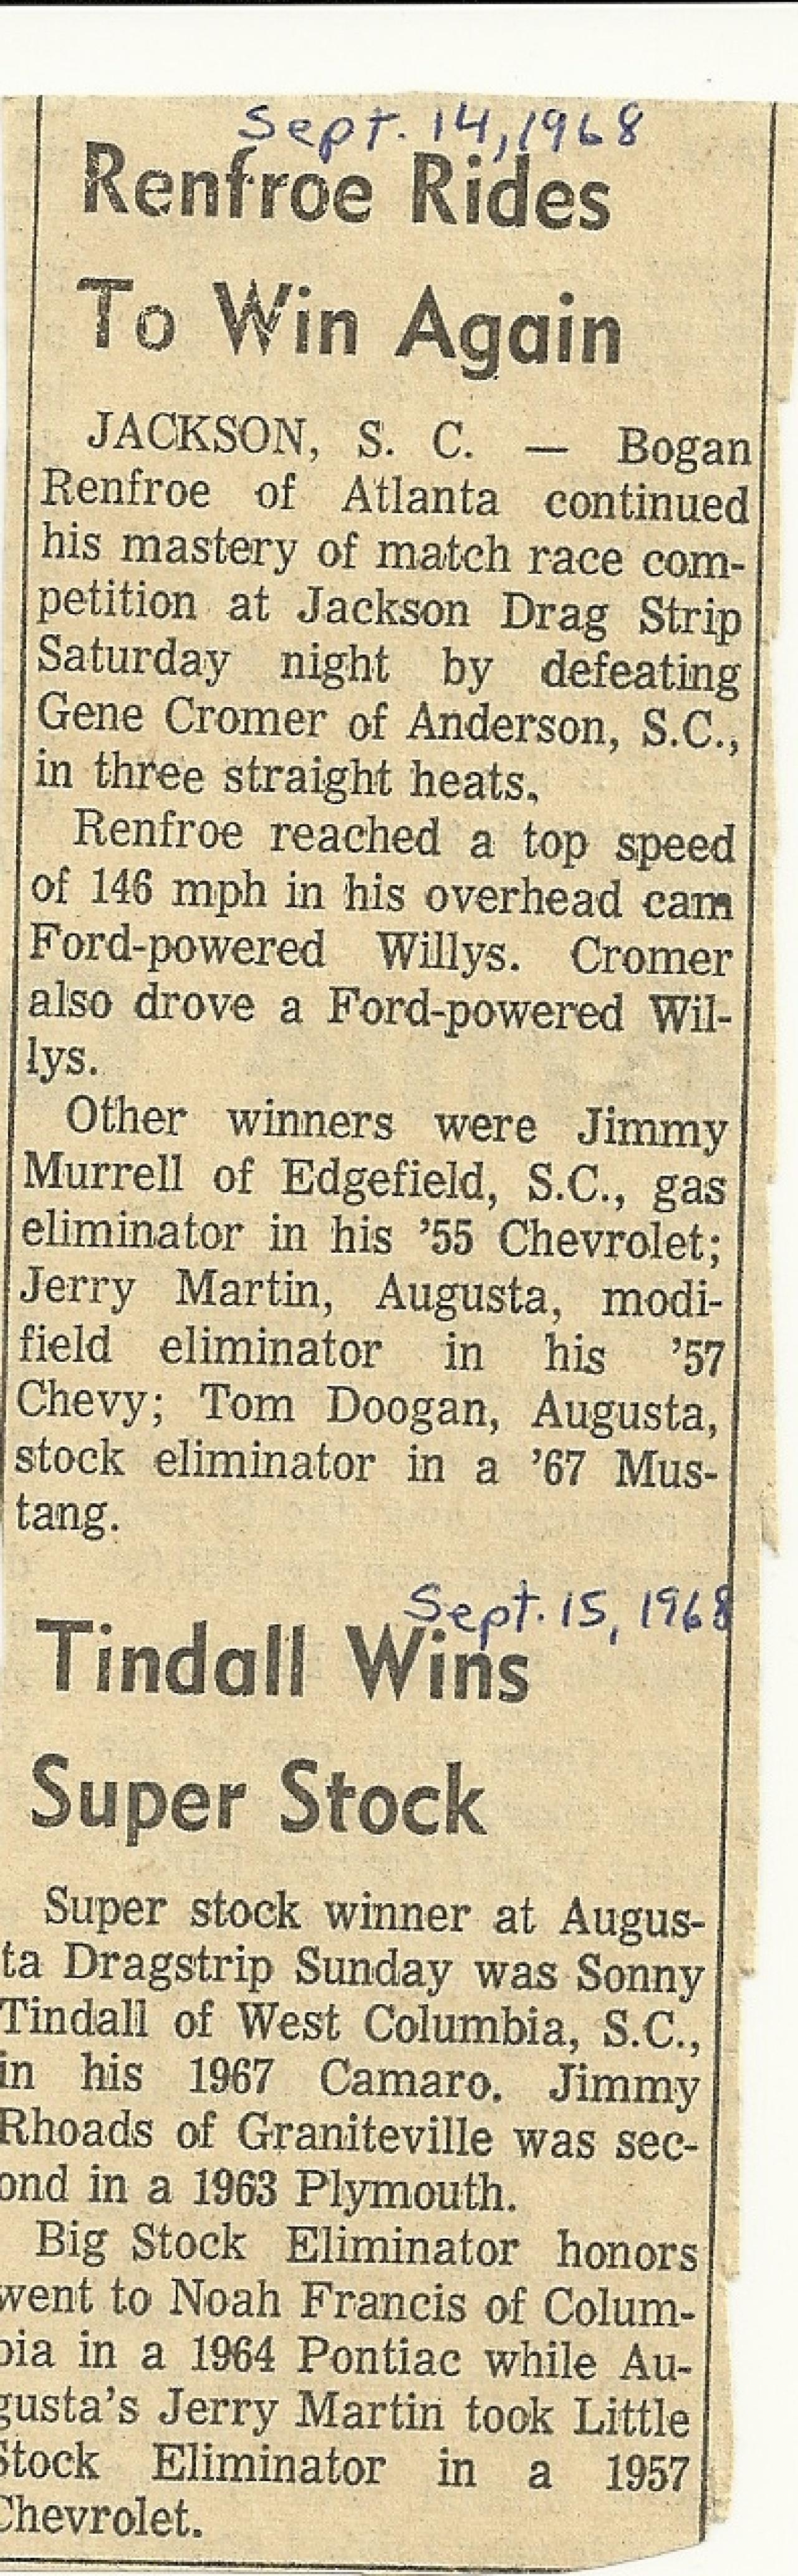 Sept. 14, 1968
Renfroe Rides
To Win Again
JACKSON, S. C. — Bogan
Renfroe of Atlanta continued
his mastery of match race com-
petition at Jackson Drag Strip
Saturday night by defeating
Gene Cromer of Anderson, S.C.,
in three straight heats.
Renfroe reached a top speed
of 146 mph in his overhead cam
Ford-powered Willys. Cromer
also drove a Ford-powered Wil-
lys.
Other winners were Jimmy
Murrell of Edgefield, S.C., gas
eliminator in his ’55 Chevrolet;
Jerry Martin, Augusta, modi-
field eliminator in his ’57
Chevy; Tom Doogan, Augusta,
stock eliminator in a ’67 Mus-
tang.
Sept. 15, 1968
Tindall Wins
Super Stock
Super stock winner at Augus-
ta Dragstrip Sunday was Sonny
Tindall of West Columbia, S.C.,
in his 1967 Camaro. Jimmy
Rhoads of Graniteville was sec-
ond in a 1963 Plymouth.
Big Stock Eliminator honors
went to Noah Francis of Colum-
bia in a 1964 Pontiac while Au-
gusta’s Jerry Martin took Little
Stock Eliminator in a 1957
Chevrolet.